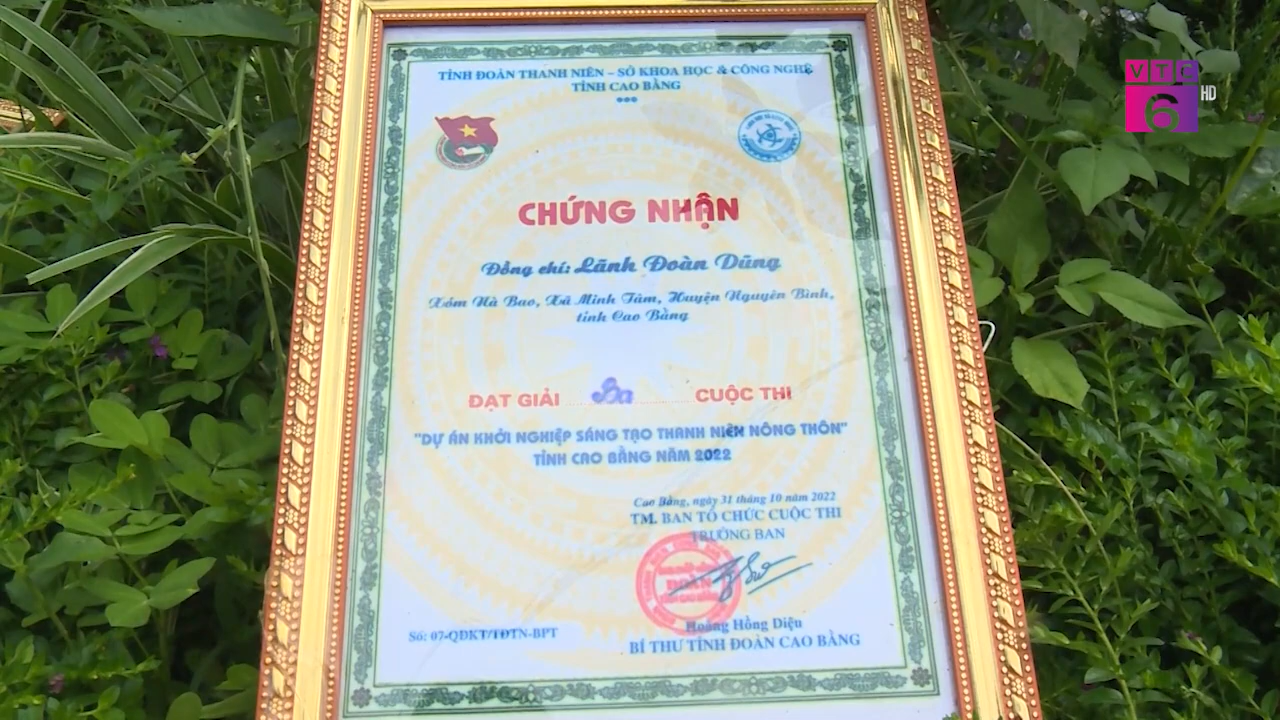 VTC
6 HD
TỈNH ĐOÀN THANH NIÊN – SỞ KHOA HỌC & CÔNG NGHỆ
TỈNH CAO BẰNG
CHỨNG NHẬN
Đồng chí: Lãnh Đoàn Dũng
Xóm Nà Bao, Xã Minh Tâm, Huyện Nguyên Bình,
tỉnh Cao Bằng
ĐẠT GIẢI Ba CUỘC THI
"DỰ ÁN KHỞI NGHIỆP SÁNG TẠO THANH NIÊN NÔNG THÔN"
TỈNH CAO BẰNG NĂM 2022
Cao Bằng, ngày 31 tháng 10 năm 2022
TM. BAN TỔ CHỨC CUỘC THI
TRƯỞNG BAN
ĐOÀN
Hoàng Hồng Diệu
Số: 07-QĐKT/TĐTN-BPT
BÍ THƯ TỈNH ĐOÀN CAO BẰNG